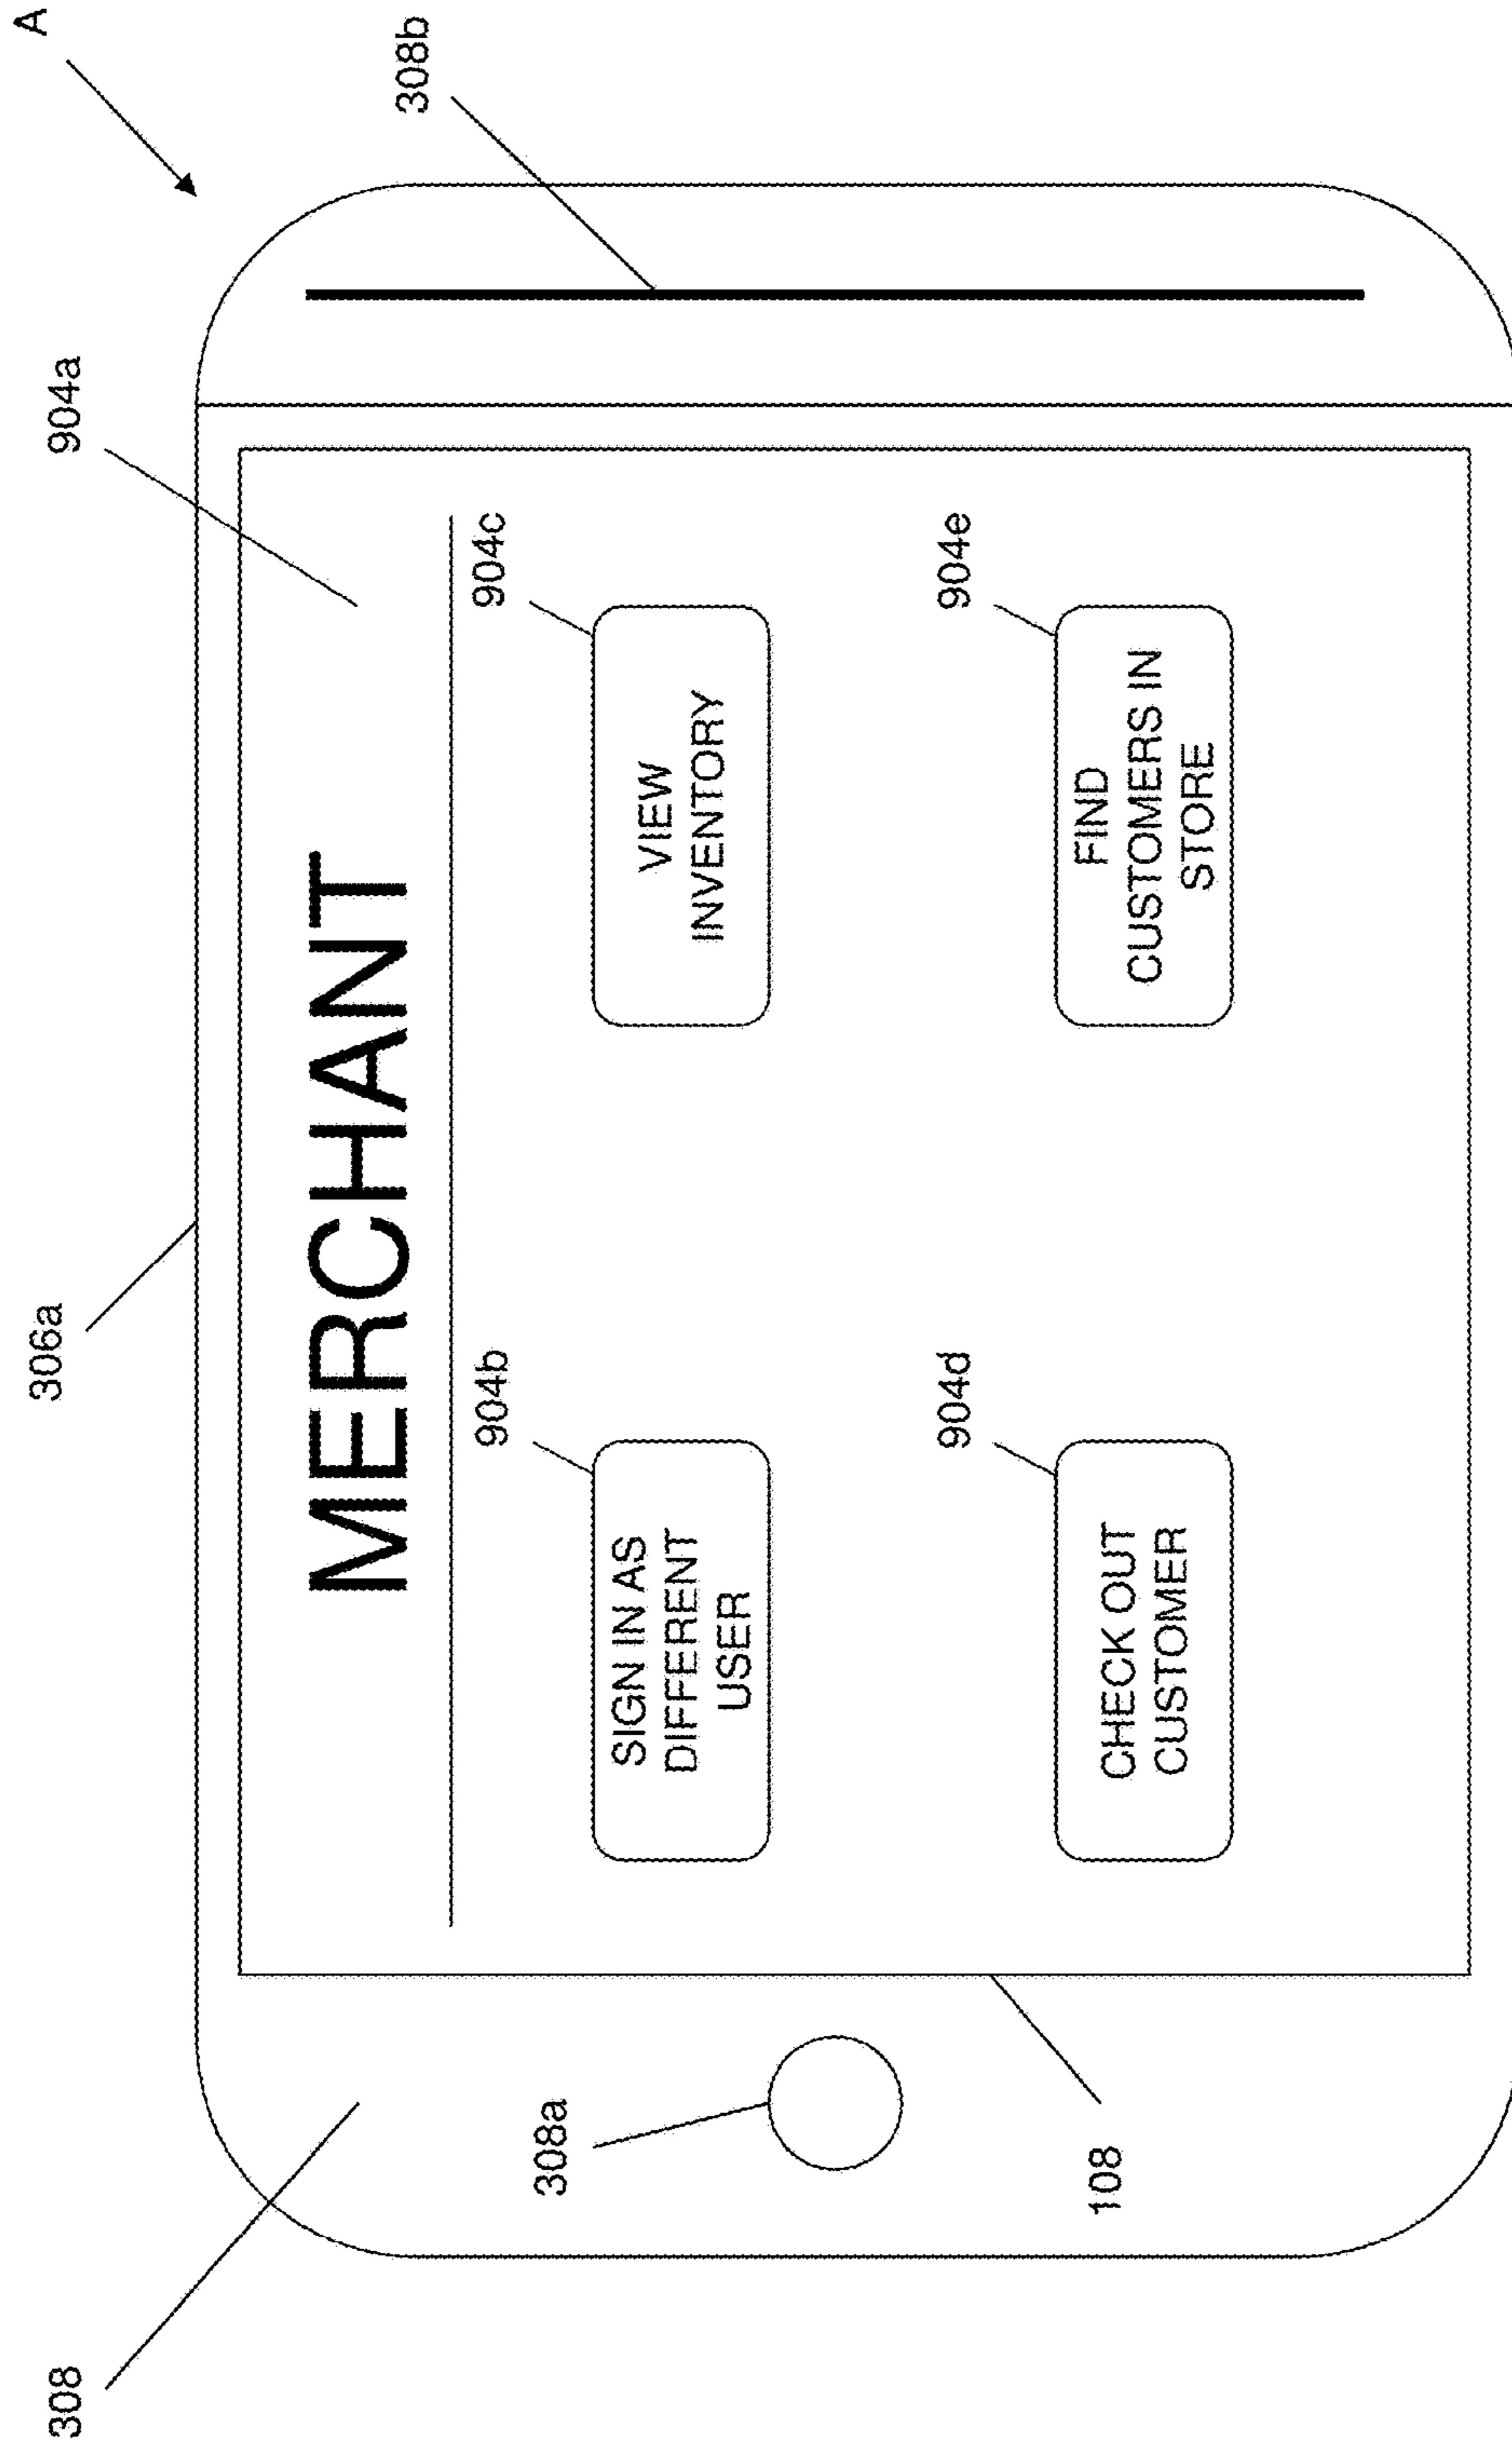 A
306a
904a
308b
308
MERCHANT
904b
904c
SIGN IN AS
DIFFERENT
USER
VIEW
INVENTORY
308a
904d
904e
CHECK OUT
CUSTOMER
FIND
CUSTOMERS IN
STORE
108